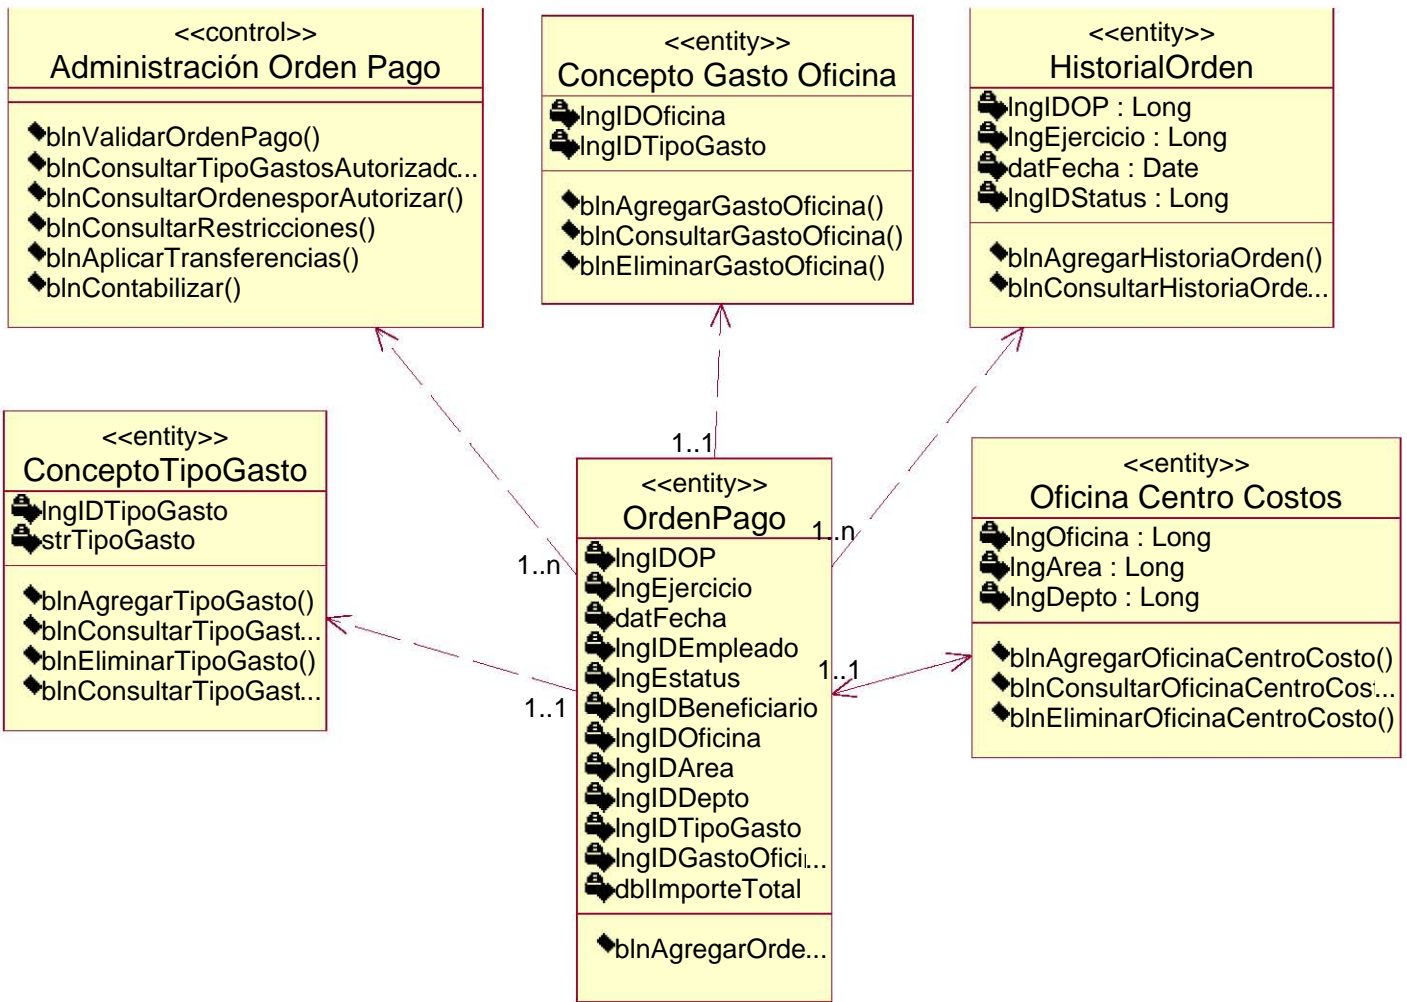 <<control>>
Administración Orden Pago
blnValidarOrdenPago()
blnConsultarTipoGastosAutorizado...
blnConsultarOrdenesporAutorizar()
blnConsultarRestricciones()
blnAplicarTransferencias()
blnContabilizar()
<<entity>>
Concepto Gasto Oficina
lngIDOficina
lngIDTipoGasto
blnAgregarGastoOficina()
blnConsultarGastoOficina()
blnEliminarGastoOficina()
<<entity>>
HistorialOrden
lngIDOP : Long
lngEjercicio : Long
datFecha : Date
lngIDStatus : Long
blnAgregarHistoriaOrden()
blnConsultarHistoriaOrde...
<<entity>>
ConceptoTipoGasto
lngIDTipoGasto
strTipoGasto
blnAgregarTipoGasto()
blnConsultarTipoGast...
blnEliminarTipoGasto()
blnConsultarTipoGast...
1..n
1..1
1..1
<<entity>>
OrdenPago
lngIDOP
lngEjercicio
datFecha
lngIDEmpleado
lngEstatus
lngIDBeneficiario
lngIDOficina
lngIDArea
lngIDDepto
lngIDTipoGasto
lngIDGastoOfici...
dblImporteTotal
blnAgregarOrde...
1..n
1..1
<<entity>>
Oficina Centro Costos
lngOficina : Long
lngArea : Long
lngDepto : Long
blnAgregarOficinaCentroCosto()
blnConsultarOficinaCentroCost...
blnEliminarOficinaCentroCosto()